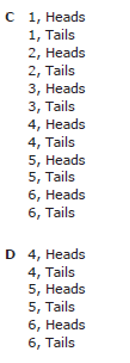 C 1, Heads
1, Tails
2, Heads
2, Tails
3, Heads
3, Tails
4, Heads
4, Tails
5, Heads
5, Tails
6, Heads
6, Tails
D 4, Heads
4, Tails
5, Heads
5, Tails
6, Heads
6, Tails